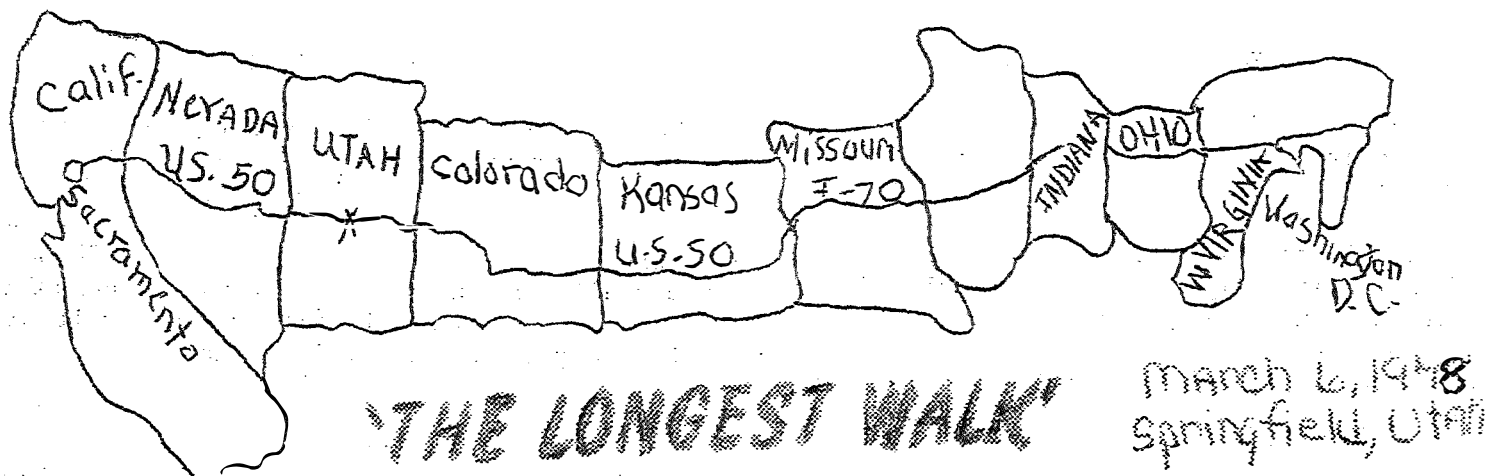 Calif.
NEVADA
U.S. 50
UTAH
Colorado
Kansas
U.S. 50
Missouri
I-70
INDIANA
OHIO
W VIRGINIA
Washington
D.C.
Sacramento
'THE LONGEST WALK'
March 6, 1978
Springfield, Utah